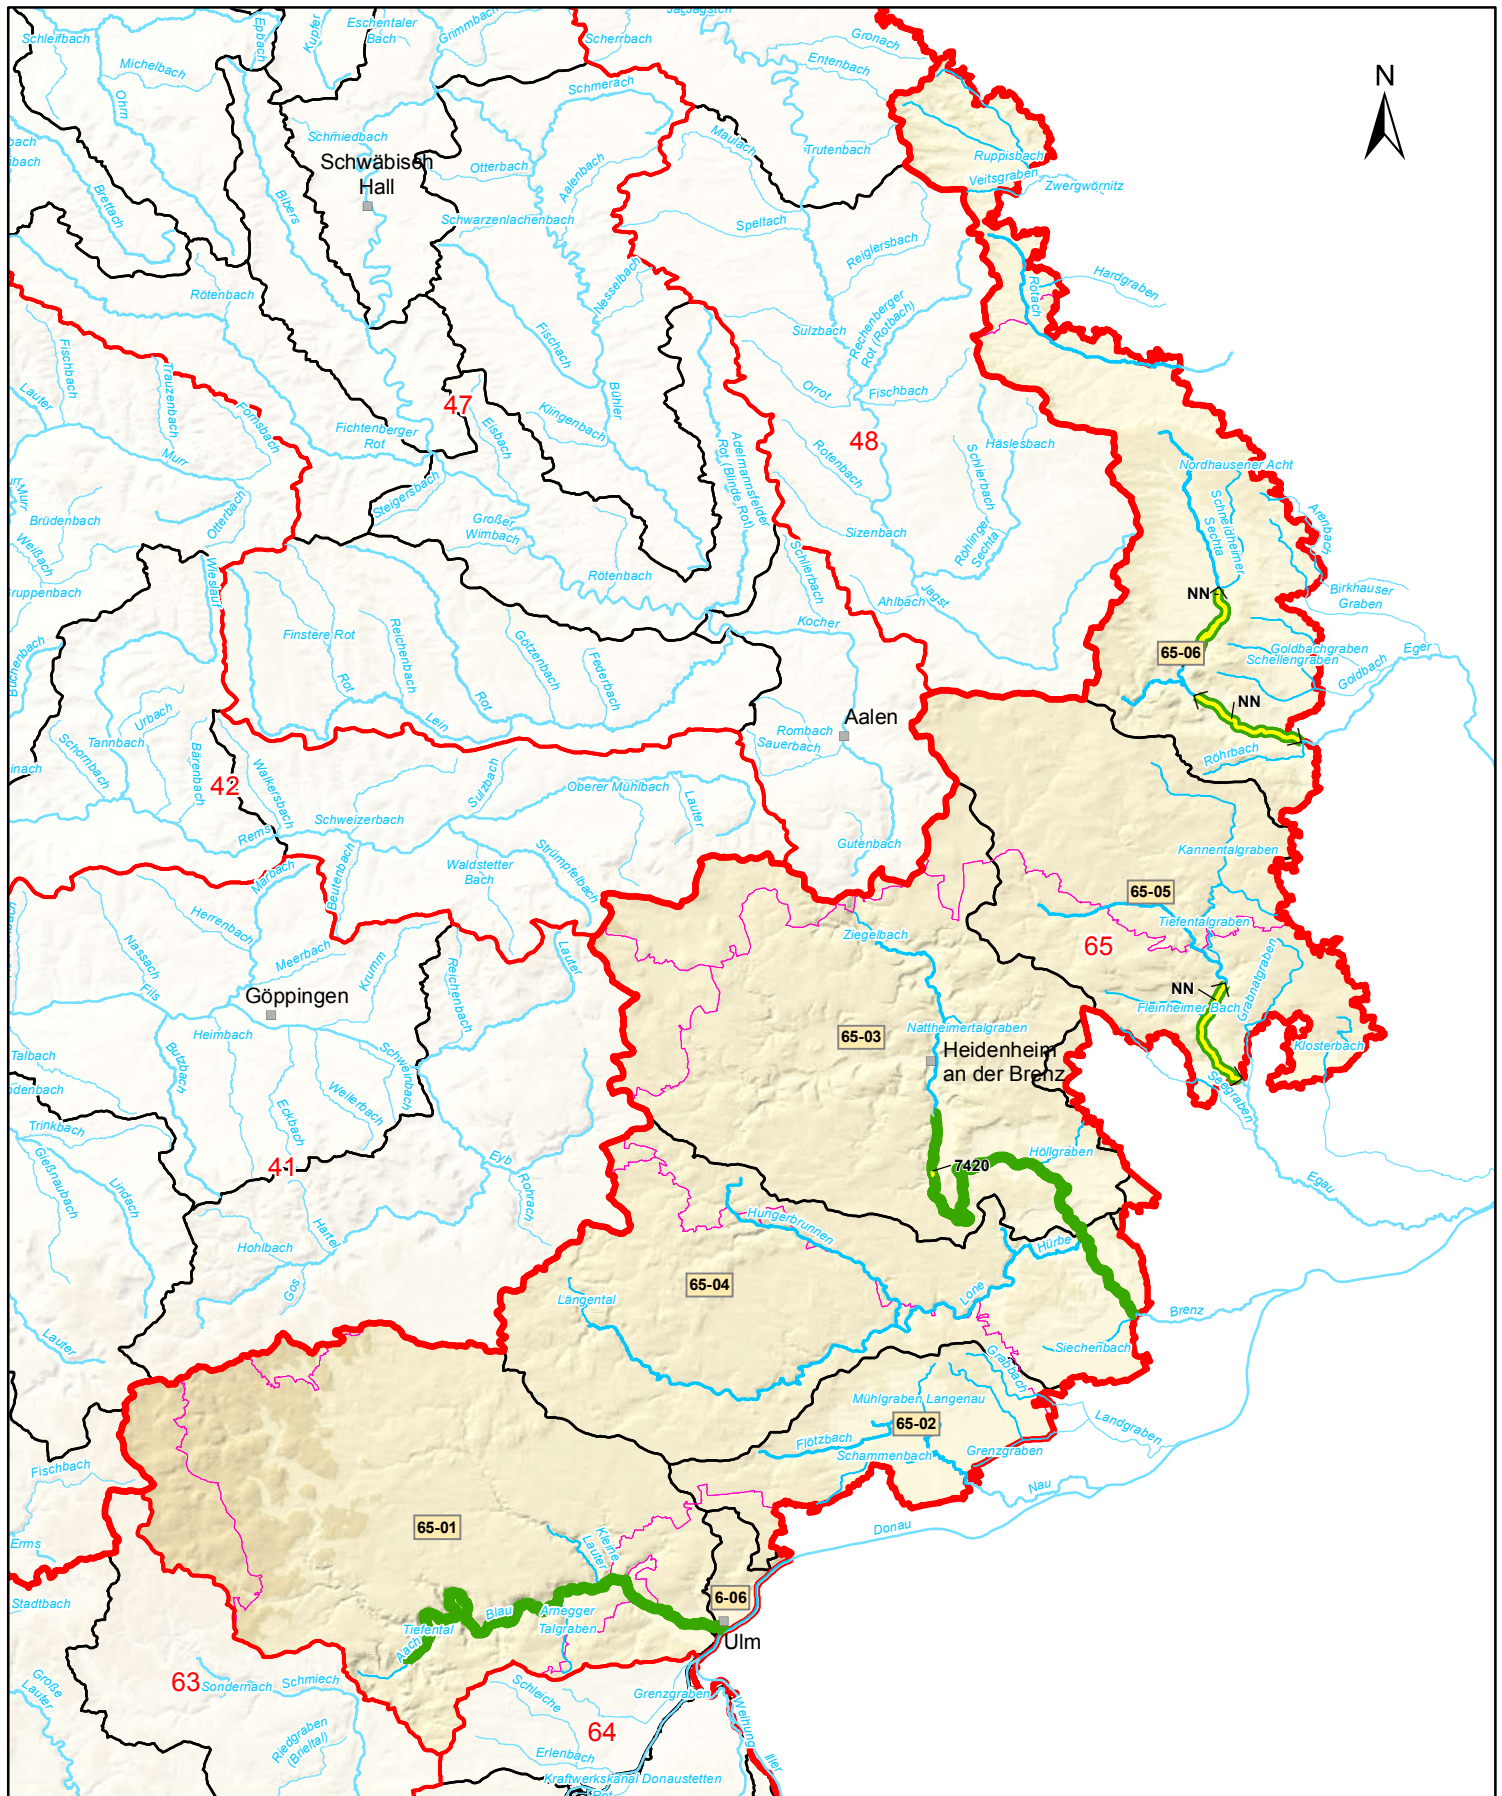 Schleifbach
Epbach
Kupfer
Eschentaler
Bach
Grimmbach
Scherrbach
Gronach
Entenbach
N
Michelbach
Ohrn
Schmerach
Schmiedbach
Maulach
Trutenbach
Ruppisbach
Veitsgraben
Zwergwörnitz
Schwäbisch
Hall
Otterbach
Aalenbach
Brettach
Bibers
Schwarzenlachenbach
Speltach
Reiglersbach
Hardgraben
Rotach
Rötenbach
Nesselbach
Fischach
Sulzbach
Rechenberger
Rot (Rotbach)
Fischbach
Trauzenbach
Lauter
Fornsbach
47
Bühler
Orrot
Fischbach
Klingenbach
Eisbach
Fichtenberger
Rot
Murr
48
Häslesbach
Schlierbach
Rotenbach
Adelmannsfelder
Rot (Blinde Rot)
Nordhausener Acht
Schneidheimer
Sechta
Arenbach
Steigersbach
Otterbach
Brüdenbach
Weißach
Murr
Großer
Wimbach
Sizenbach
Röhlinger
Sechta
Rötenbach
Schlierbach
Ahlbach
Jagst
Wieslauf
NN
Birkhauser
Graben
Kocher
Finstere Rot
Reichenbach
Götzenbach
Federbach
Rot
Rot
Lein
Buchenbach
65-06
Goldbachgraben
Schellengraben
Goldbach
Eger
NN
Urbach
Tannbach
Schornbach
Bärenbach
Walkersbach
Aalen
Rombach
Sauerbach
Röhrbach
42
Sulzbach
Oberer Mühlbach
Lauter
Schweizerbach
Rems
Gutenbach
Kannentalgraben
Waldstetter
Bach
Strümpfelbach
Beutenbach
Marbach
65-05
Herrenbach
Tiefentalgraben
Ziegelbach
65
Nassach
Meerbach
Krumm
Lauter
Reichenbach
Grabnatgraben
NN
Göppingen
Fils
Fleinheimer Bach
Heimbach
Nattheimertalgraben
65-03
Heidenheim
an der Brenz
Klosterbach
Talbach
Butzbach
Schweinbach
Seegraben
Weilerbach
Eckbach
Trinkbach
Gießnaubach
Lindach
41
Eyb
Rohrach
Höllgraben
7420
Egau
Hungerbrunnen
Hürbe
Hartel
Hohlbach
Gos
65-04
Lone
Längental
Brenz
Siechenbach
Lauter
Grabbach
Mühlgraben Langenau
65-02
Landgraben
Flötzbach
Schammenbach
Grenzgraben
Nau
Fischbach
Donau
65-01
Erms
Kleine
Lauter
Stadtbach
6-06
Blau
Arnegger
Talgraben
Tiefental
Aach
Ulm
63
Sondernach
Schmiech
Große
Lauter
Schleiche
Grenzgraben
Weihung
Iller
64
Riedgraben
(Brieltal)
Erlenbach
Kraftwerkskanal Donaustetten
Rot